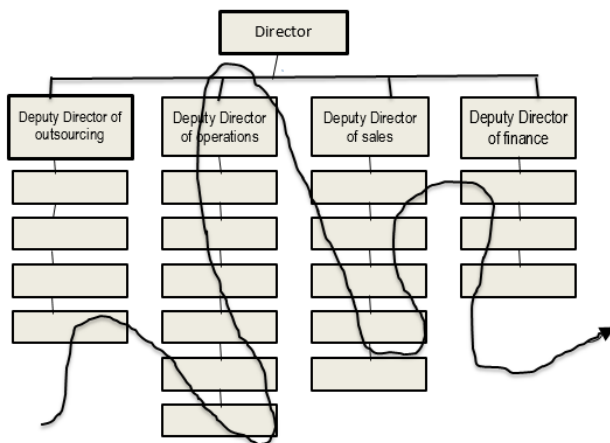 Director
Deputy Director of
outsourcing
Deputy Director
of operations
Deputy Director
of sales
Deputy Director
of finance